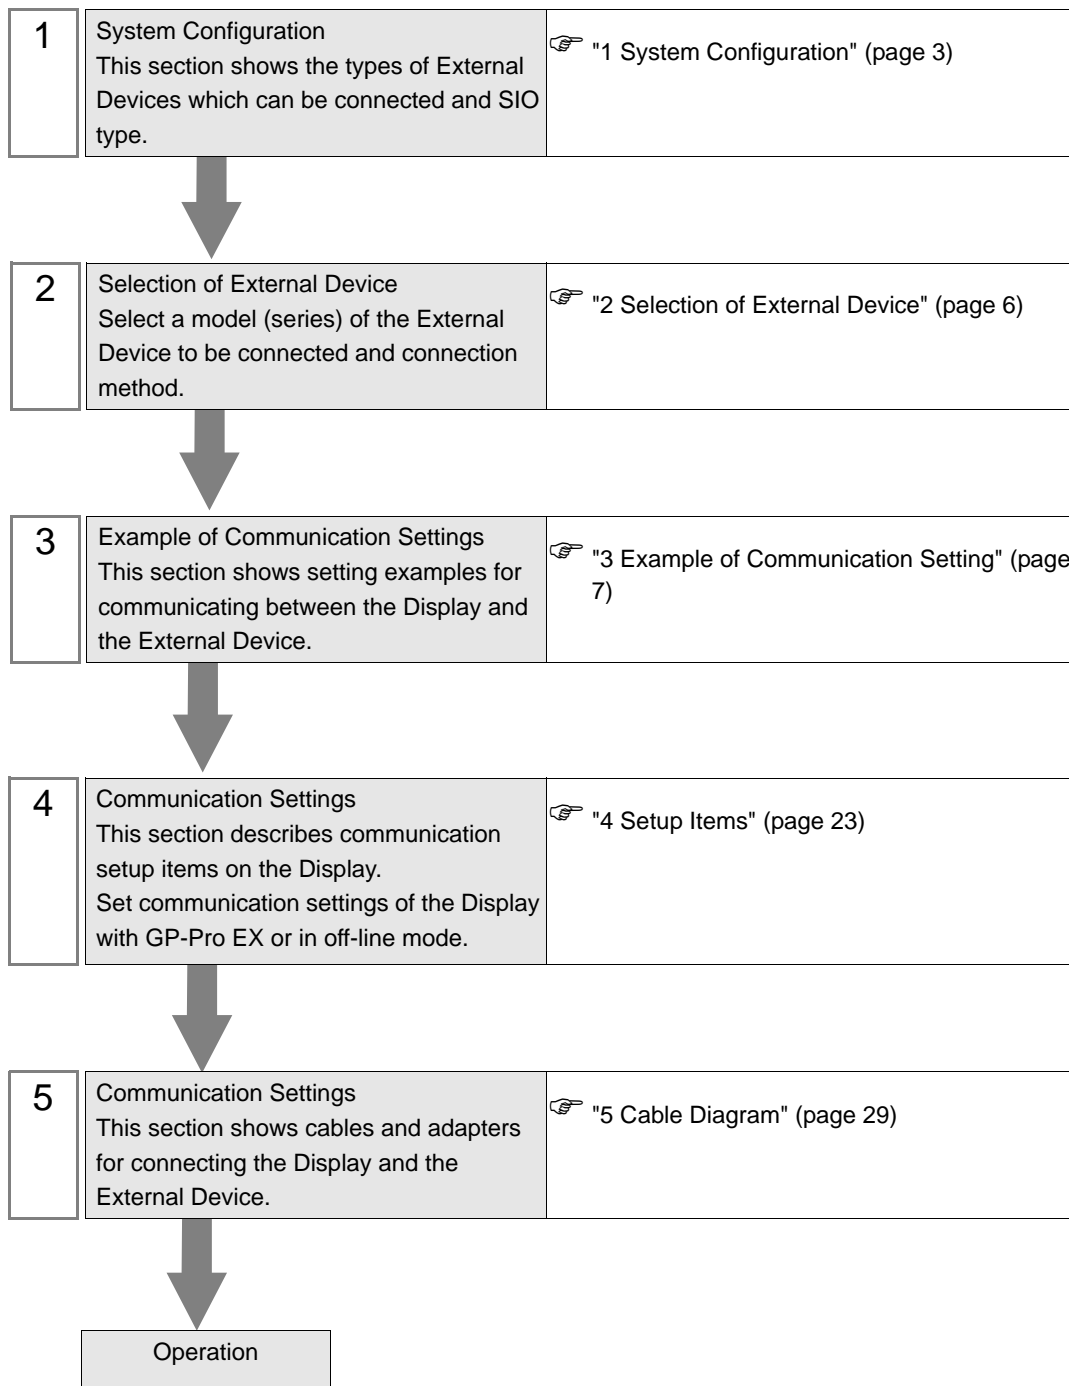 1
System Configuration
This section shows the types of External
Devices which can be connected and SIO
type.
"1 System Configuration" (page 3)
2
Selection of External Device
Select a model (series) of the External
Device to be connected and connection
method.
"2 Selection of External Device" (page 6)
3
Example of Communication Settings
This section shows setting examples for
communicating between the Display and
the External Device.
"3 Example of Communication Setting" (page
7)
4
Communication Settings
This section describes communication
setup items on the Display.
Set communication settings of the Display
with GP-Pro EX or in off-line mode.
"4 Setup Items" (page 23)
5
Communication Settings
This section shows cables and adapters
for connecting the Display and the
External Device.
"5 Cable Diagram" (page 29)
Operation